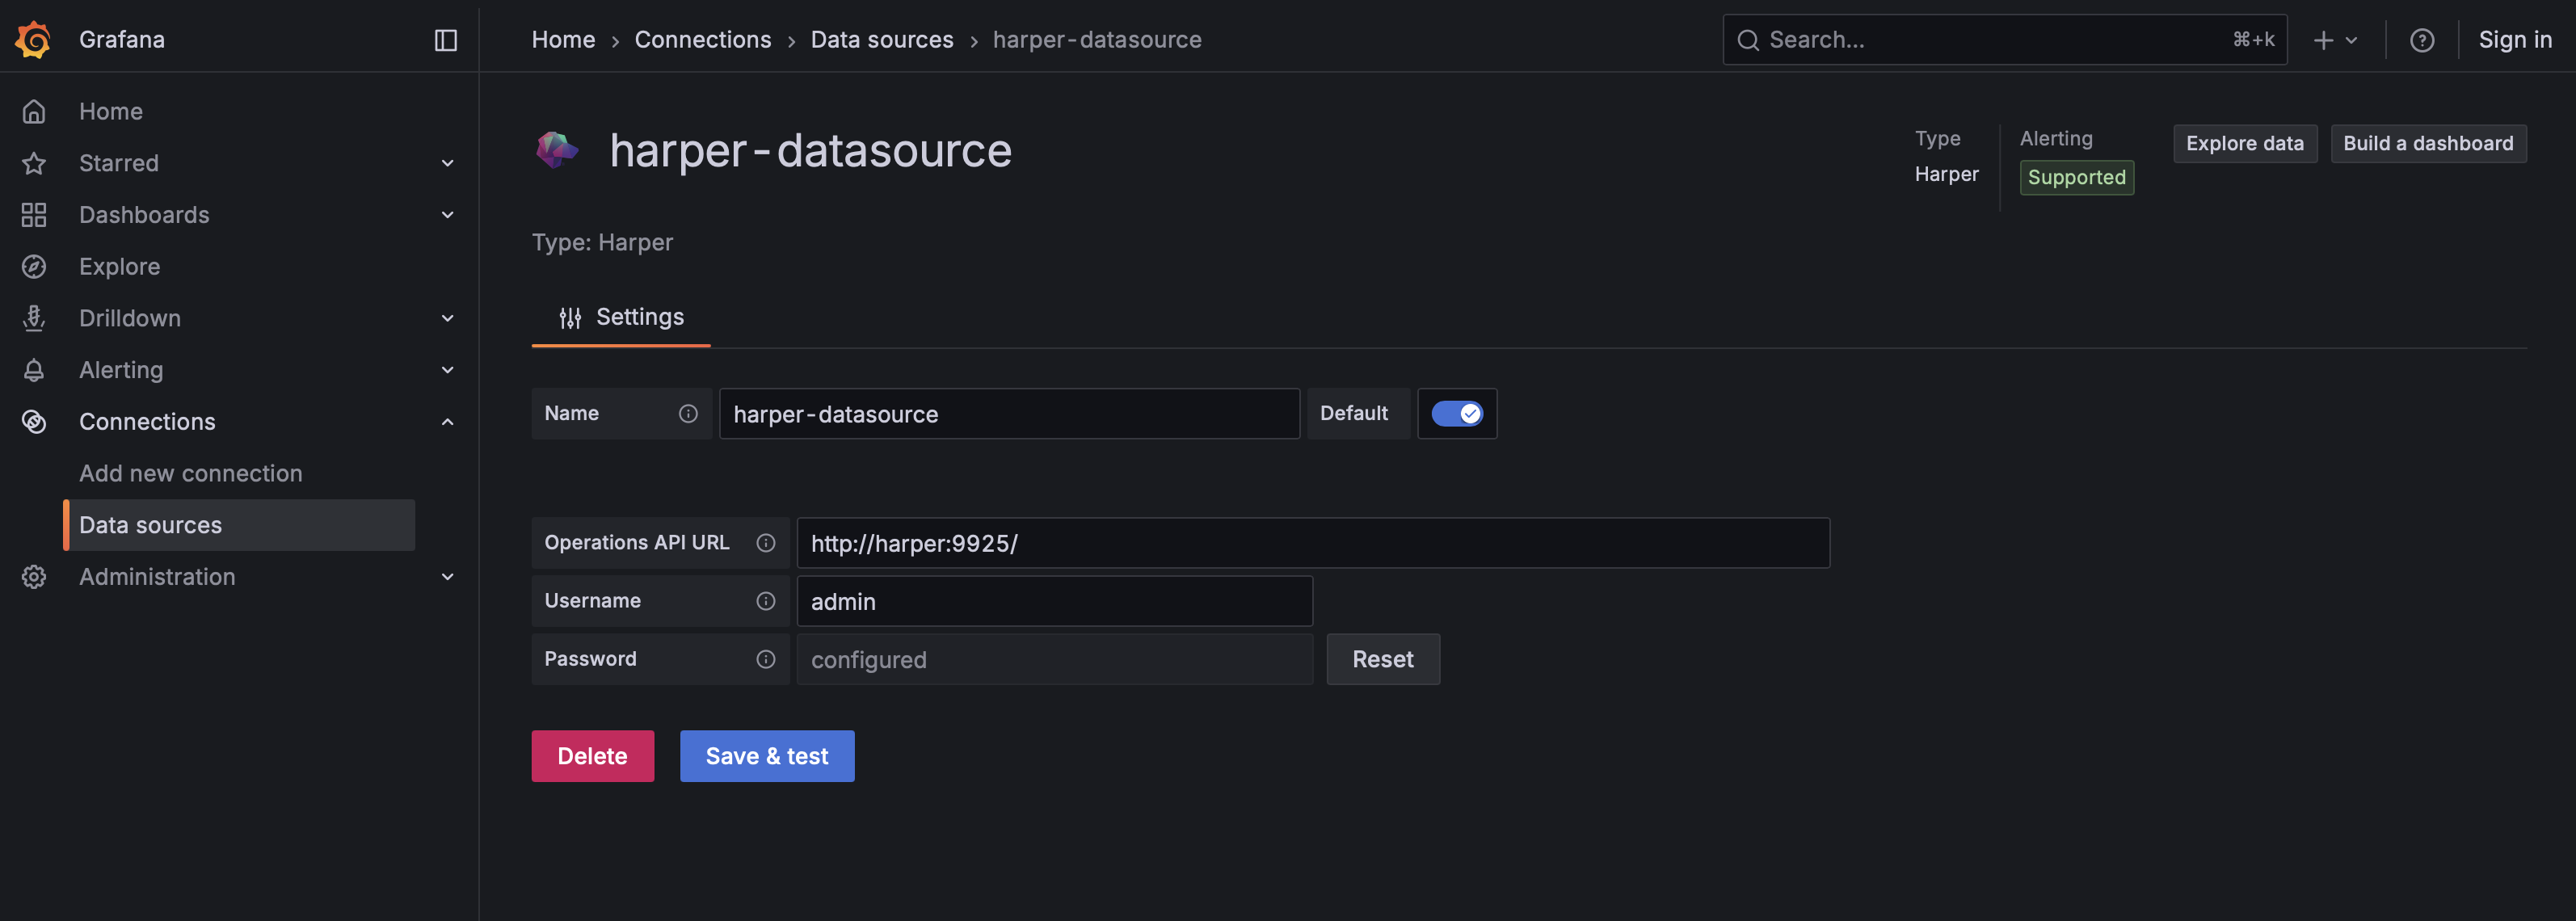 Grafana
Home › Connections › Data sources › harper-datasource
Search... ⌘+k
Sign in
Home
Starred
Dashboards
Explore
Drilldown
Alerting
Connections
Add new connection
Data sources
Administration
harper-datasource
Type
Harper
Alerting
Supported
Explore data
Build a dashboard
Type: Harper
Settings
Name harper-datasource Default
Operations API URL http://harper:9925/
Username admin
Password configured Reset
Delete Save & test